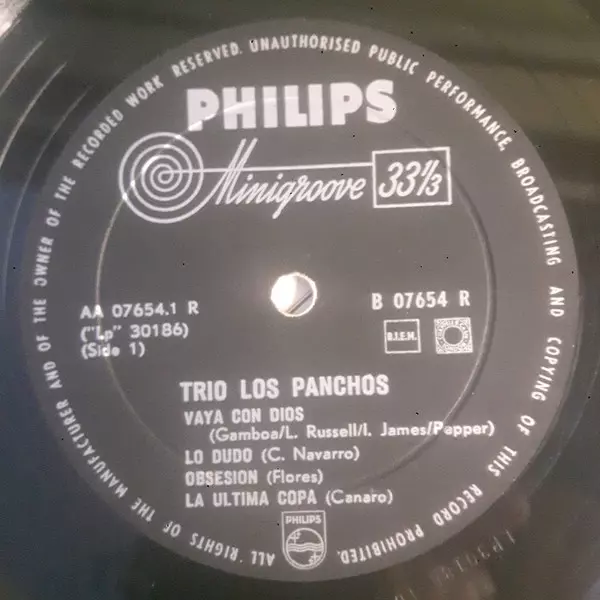 ALL RIGHTS OF THE MANUFACTURER AND OF THE OWNER OF THE RECORDED WORK RESERVED. UNAUTHORISED PUBLIC PERFORMANCE, BROADCASTING AND COPYING OF THIS RECORD PROHIBITED.
PHILIPS
Minigroove 33⅓
AA 07654.1 R
("Lp" 30186)
(Side 1)
B 07654 R
B.I.E.M.
TRIO LOS PANCHOS
VAYA CON DIOS
(Gamboa/L. Russell/I. James/Pepper)
LO DUDO (C. Navarro)
OBSESION (Flores)
LA ULTIMA COPA (Canaro)
PHILIPS